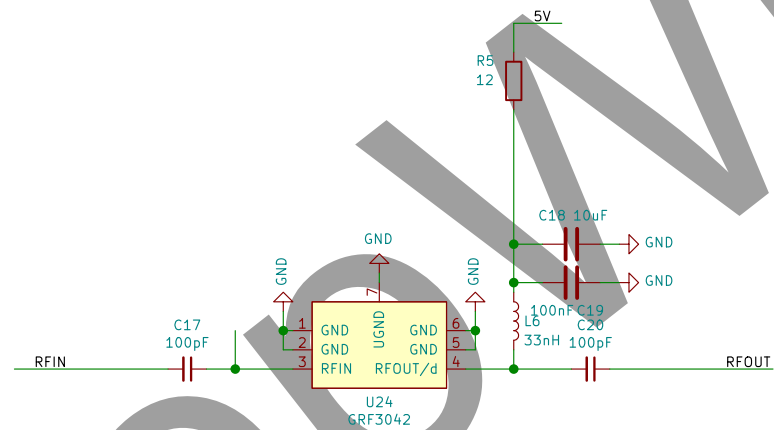 5V
R5
12
C18 10uF
GND
GND
100nF C19
L6
33nH
C20
100pF
RFOUT
GND
GND
GND
7
UGND
1 GND
2 GND
3 RFIN
GND 6
GND 5
RFOUT/d 4
U24
GRF3042
C17
100pF
RFIN